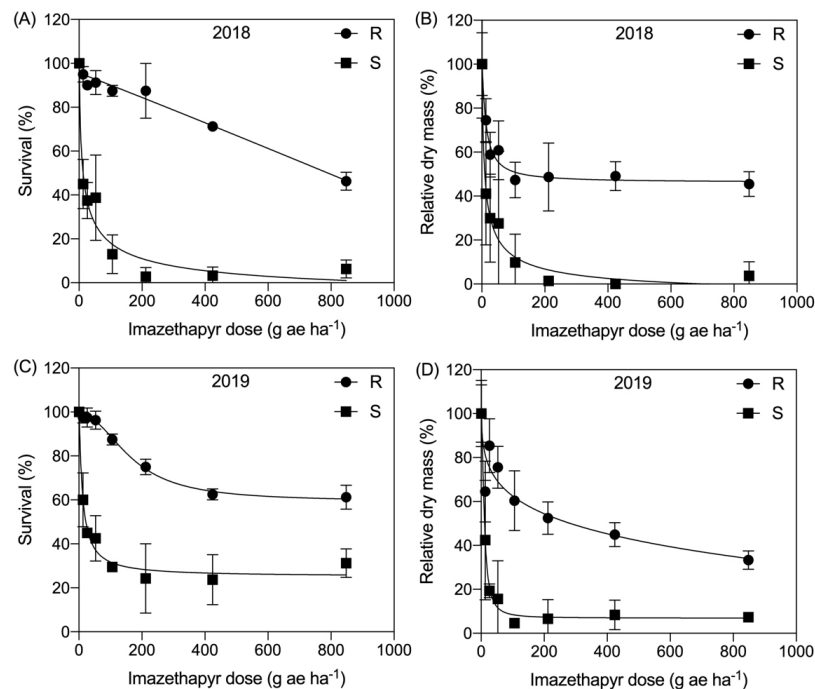 (A)
2018
R
S
120
100
80
60
40
20
0
Survival (%)
0 200 400 600 800 1000
Imazethapyr dose (g ae ha-1)
(B)
2018
R
S
120
100
80
60
40
20
0
Relative dry mass (%)
0 200 400 600 800 1000
Imazethapyr dose (g ae ha-1)
(C)
2019
R
S
120
100
80
60
40
20
0
Survival (%)
0 200 400 600 800 1000
Imazethapyr dose (g ae ha-1)
(D)
2019
R
S
120
100
80
60
40
20
0
Relative dry mass (%)
0 200 400 600 800 1000
Imazethapyr dose (g ae ha-1)